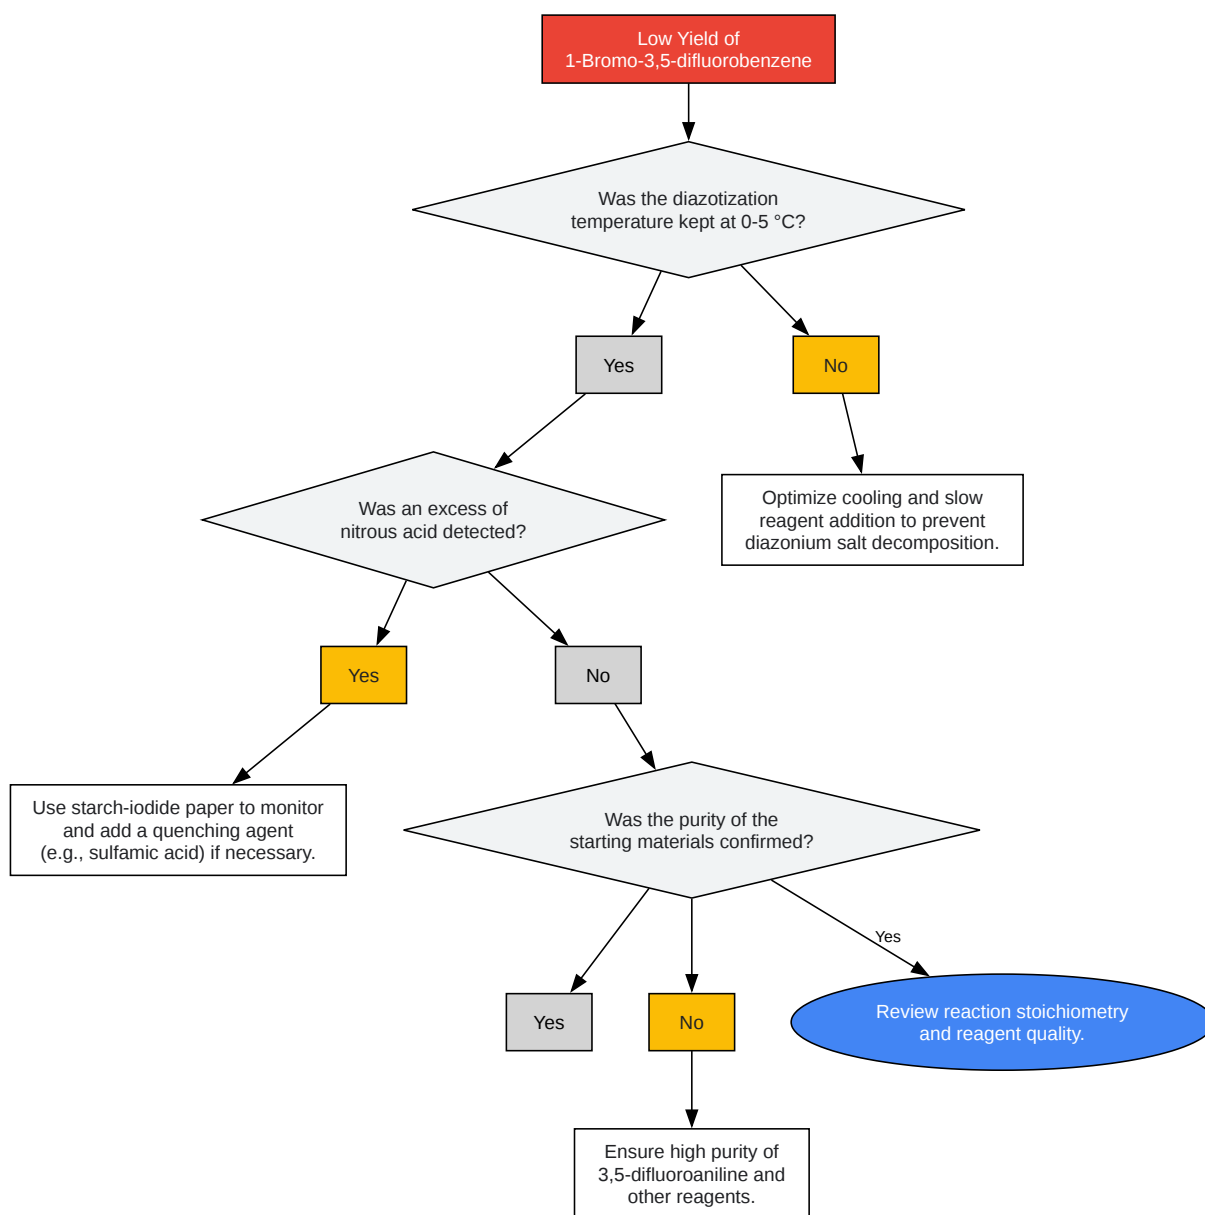 Low Yield of
1-Bromo-3,5-difluorobenzene
Was the diazotization
temperature kept at 0-5 °C?
Yes
No
Was an excess of
nitrous acid detected?
Optimize cooling and slow
reagent addition to prevent
diazonium salt decomposition.
Yes
No
Use starch-iodide paper to monitor
and add a quenching agent
(e.g., sulfamic acid) if necessary.
Was the purity of the
starting materials confirmed?
Yes
Yes
No
Review reaction stoichiometry
and reagent quality.
Ensure high purity of
3,5-difluoroaniline and
other reagents.